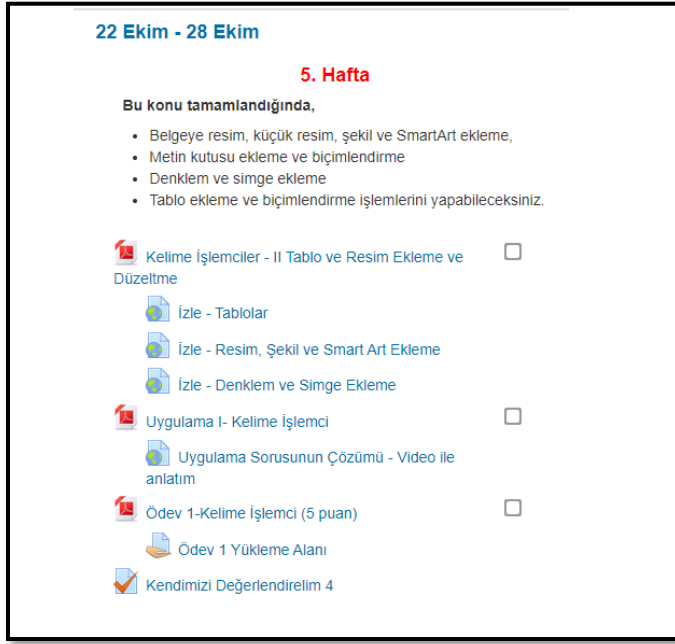 22 Ekim - 28 Ekim
5. Hafta
Bu konu tamamlandığında,
• Belgeye resim, küçük resim, şekil ve SmartArt ekleme,
• Metin kutusu ekleme ve biçimlendirme
• Denklem ve simge ekleme
• Tablo ekleme ve biçimlendirme işlemlerini yapabileceksiniz.
Kelime İşlemciler - II Tablo ve Resim Ekleme ve
Düzeltme
İzle - Tablolar
İzle - Resim, Şekil ve Smart Art Ekleme
İzle - Denklem ve Simge Ekleme
Uygulama I- Kelime İşlemci
Uygulama Sorusunun Çözümü - Video ile
anlatım
Ödev 1-Kelime İşlemci (5 puan)
Ödev 1 Yükleme Alanı
Kendimizi Değerlendirelim 4